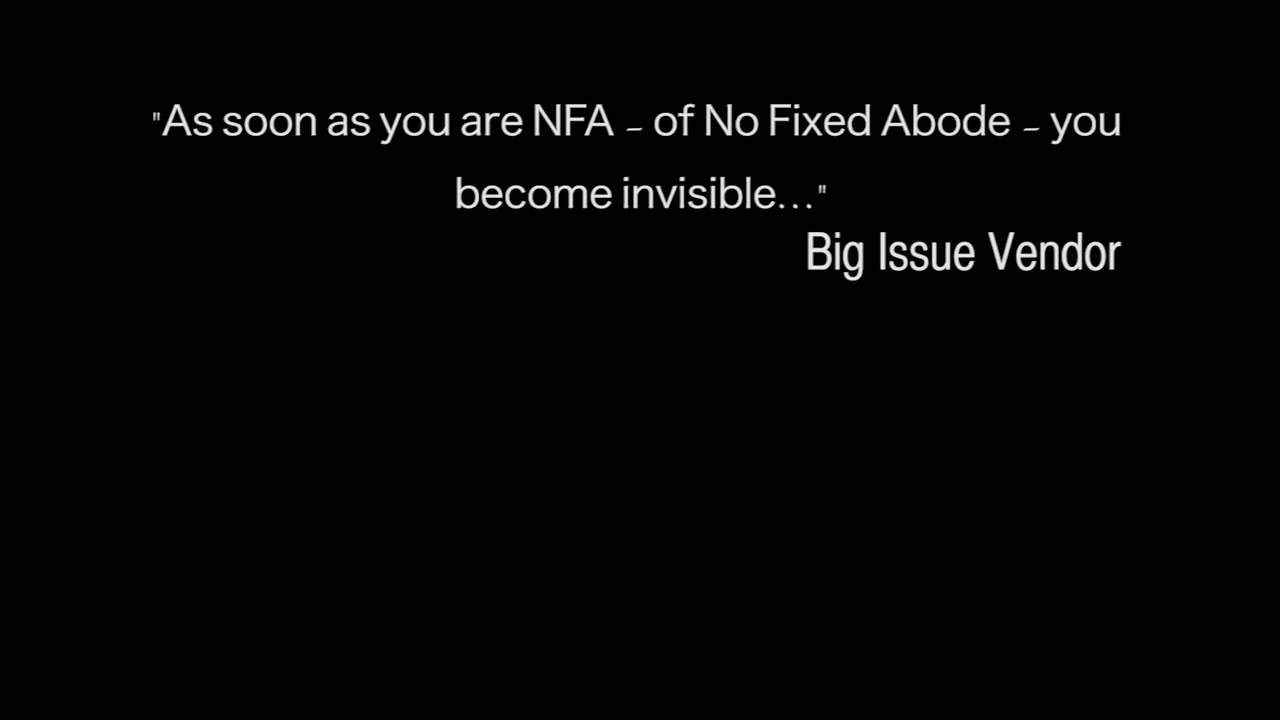 "As soon as you are NFA – of No Fixed Abode – you
become invisible..."
Big Issue Vendor